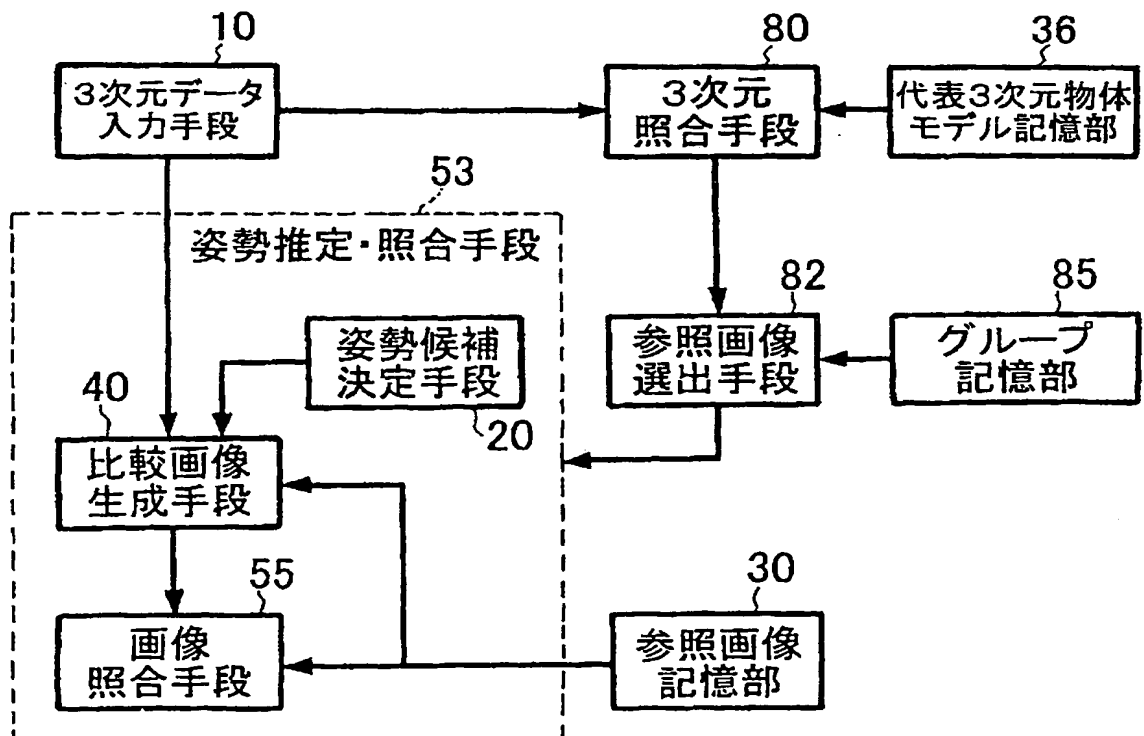 10
3次元データ
入力手段
80
3次元
照合手段
36
代表3次元物体
モデル記憶部
53
姿勢推定・照合手段
姿勢候補
決定手段
20
82
参照画像
選出手段
85
グループ
記憶部
40
比較画像
生成手段
55
画像
照合手段
30
参照画像
記憶部